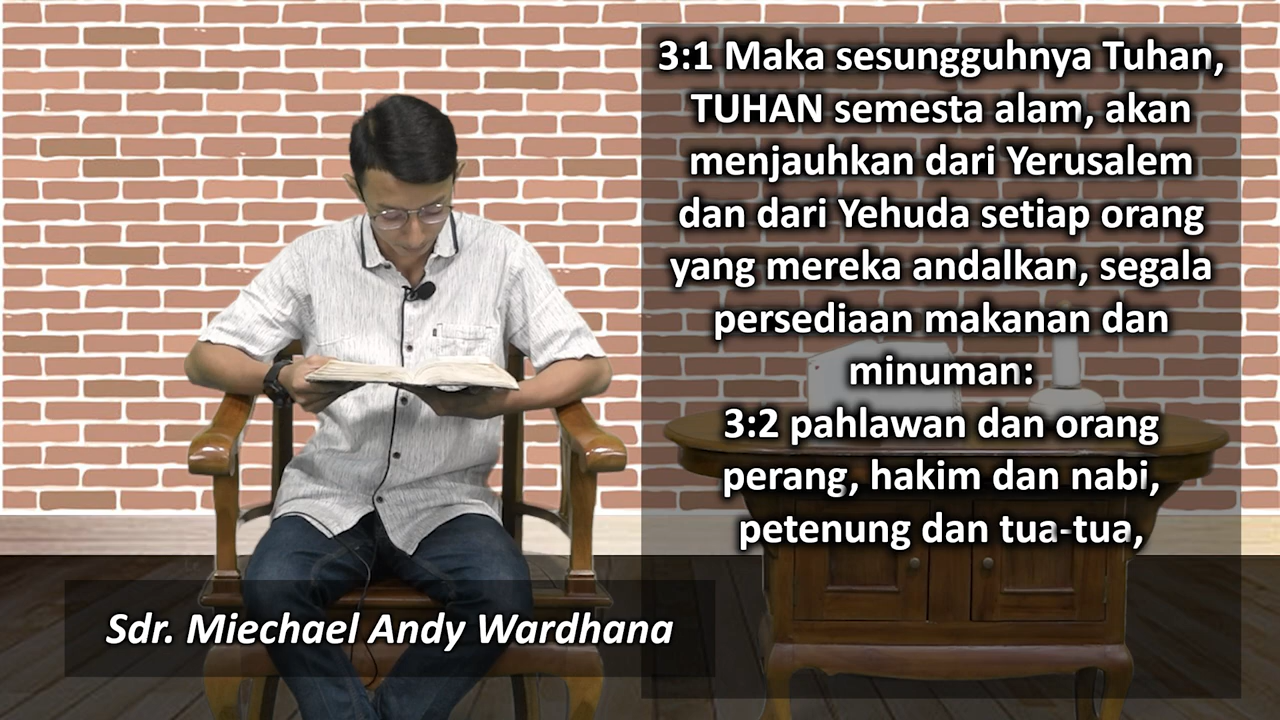 3:1 Maka sesungguhnya Tuhan,
TUHAN semesta alam, akan
menjauhkan dari Yerusalem
dan dari Yehuda setiap orang
yang mereka andalkan, segala
persediaan makanan dan
minuman:
3:2 pahlawan dan orang
perang, hakim dan nabi,
petenung dan tua-tua,
Sdr. Miechael Andy Wardhana